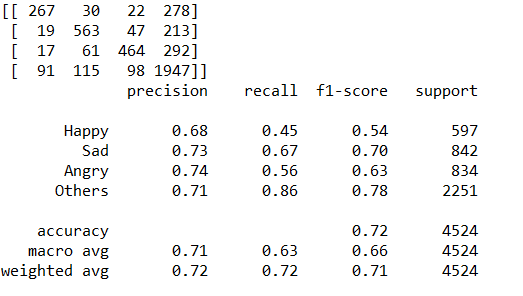 [[ 267 30 22 278]
[ 19 563 47 213]
[ 17 61 464 292]
[ 91 115 98 1947]]
precision recall f1-score support
Happy 0.68 0.45 0.54 597
Sad 0.73 0.67 0.70 842
Angry 0.74 0.56 0.63 834
Others 0.71 0.86 0.78 2251
accuracy 0.72 4524
macro avg 0.71 0.63 0.66 4524
weighted avg 0.72 0.72 0.71 4524